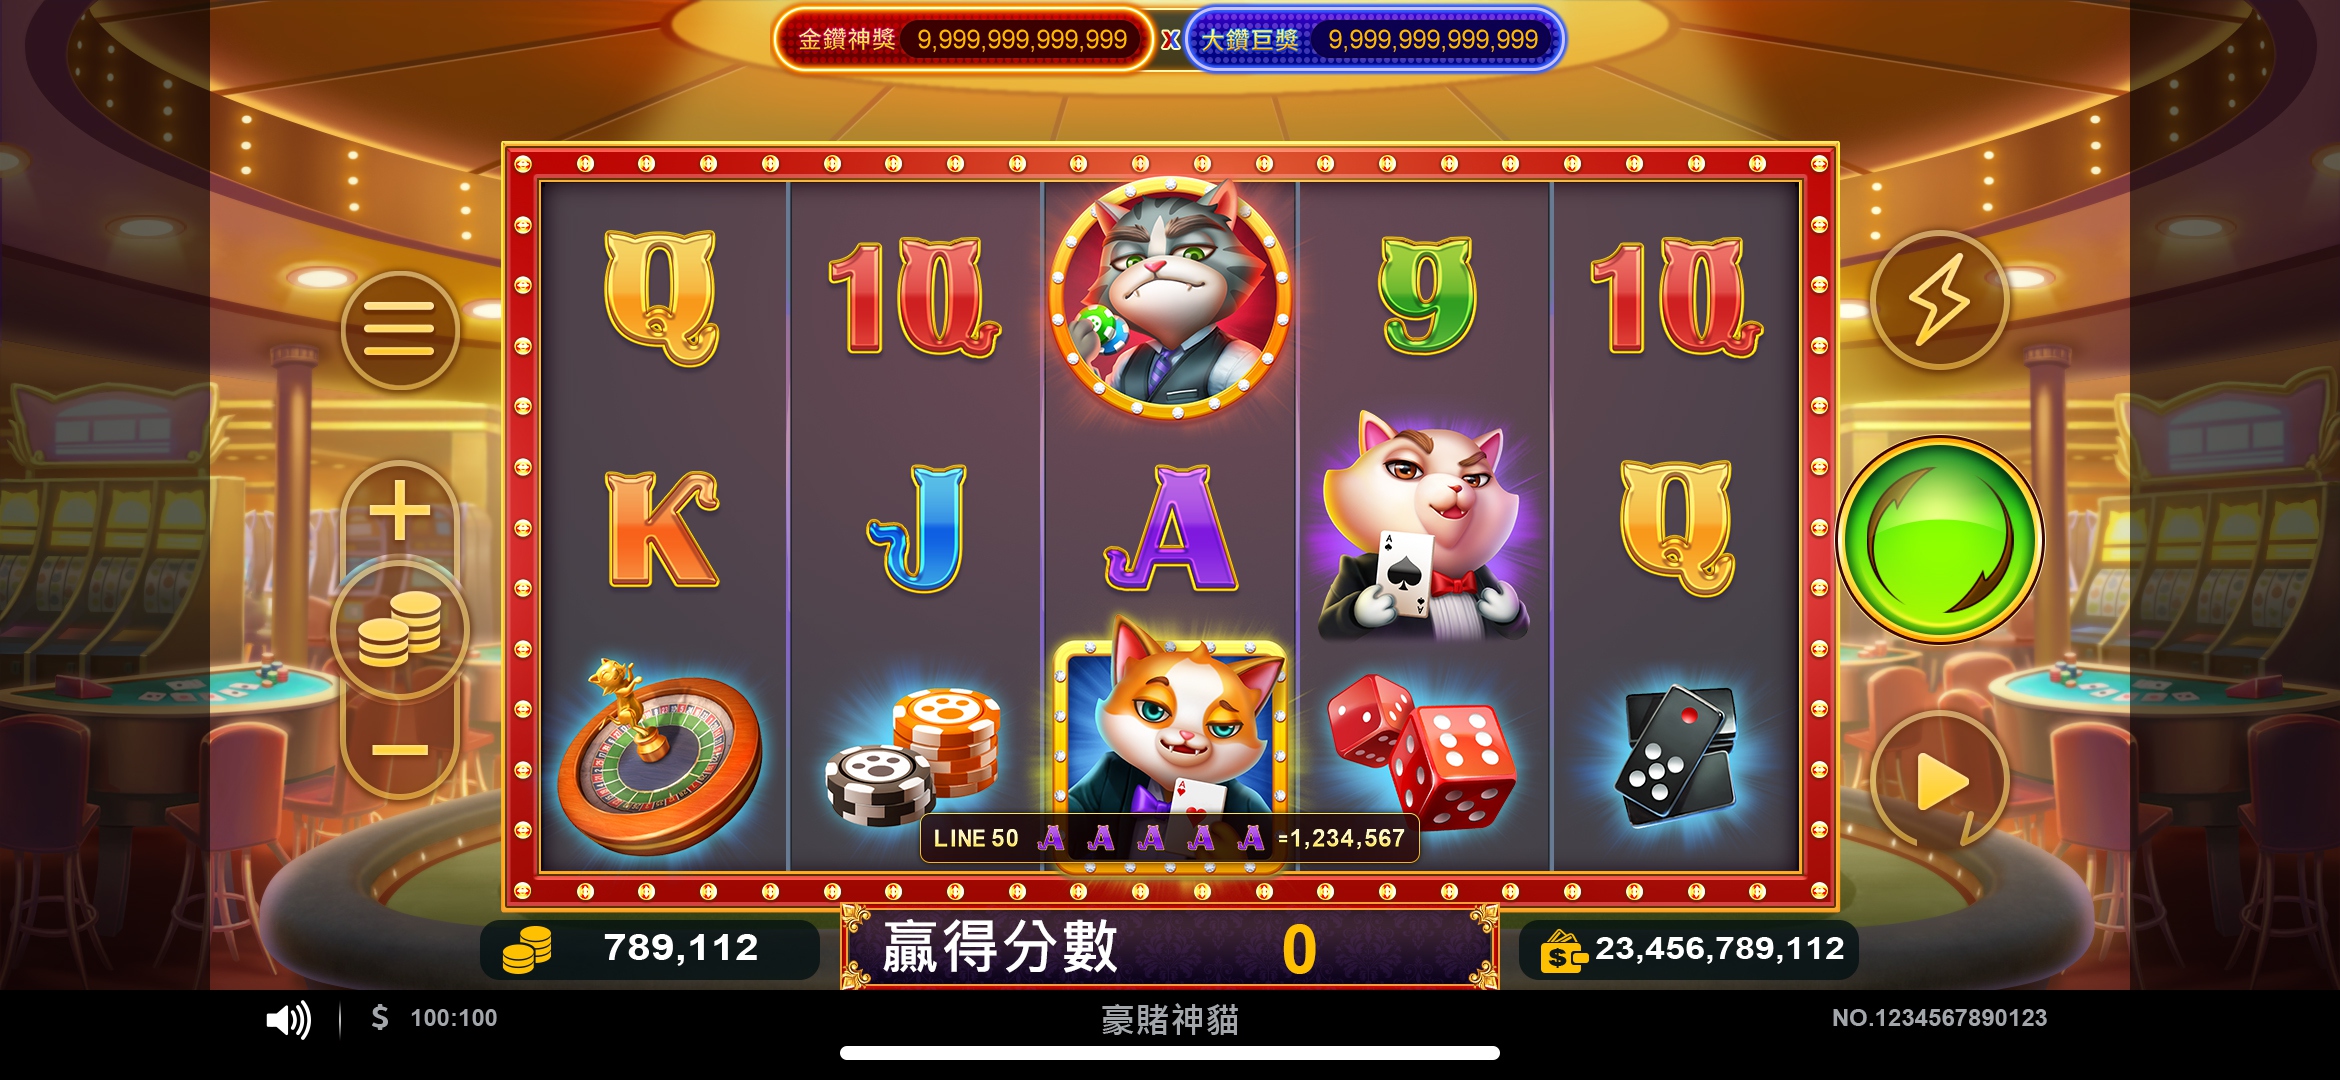 金鑽神獎 9,999,999,999,999 X 大鑽巨獎 9,999,999,999,999
Q 10 9 10
K J A Q
LINE 50 A A A A A =1,234,567
789,112 贏得分數 0 23,456,789,112
$ 100:100 豪賭神貓 NO.1234567890123